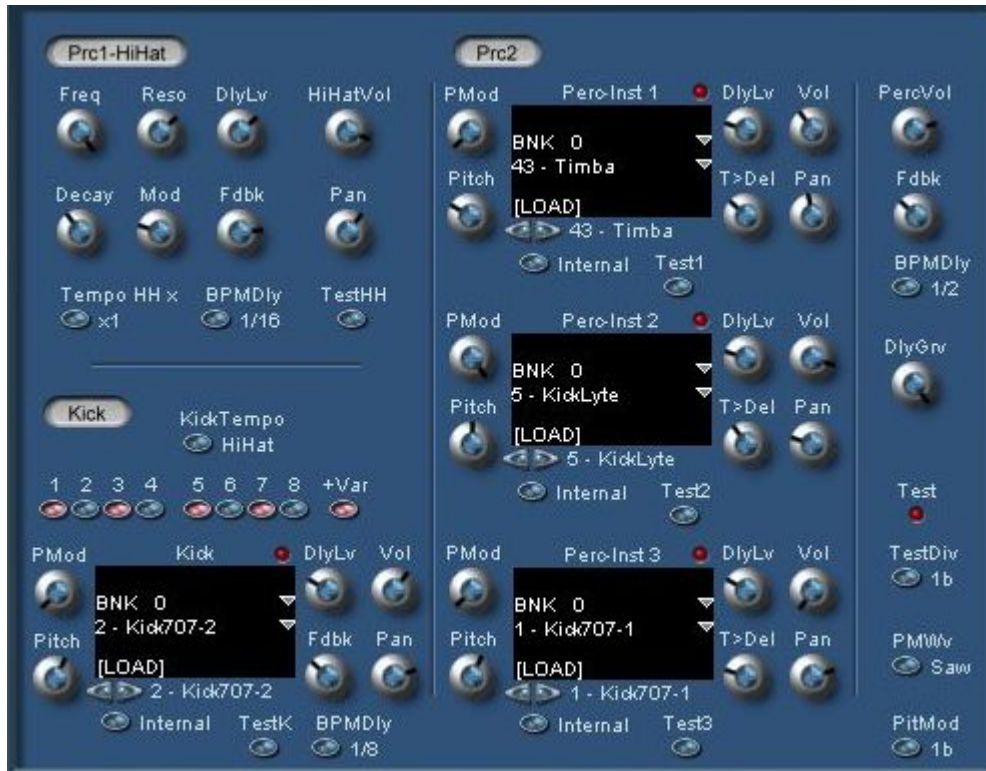 Prc1-HiHat
Freq Reso DlyLv HiHatVol
Decay Mod Fdbk Pan
Tempo HH x BPMDly TestHH
x1 1/16
Kick
KickTempo
HiHat
1 2 3 4 5 6 7 8 +Var
PMod Kick DlyLv Vol
BNK 0
2 - Kick707-2
Pitch Fdbk Pan
[LOAD]
2 - Kick707-2
Internal TestK BPMDly
1/8
Prc2
PMod Perc-Inst 1 DlyLv Vol
BNK 0
43 - Timba
Pitch T>Del Pan
[LOAD]
43 - Timba
Internal Test1
PMod Perc-Inst 2 DlyLv Vol
BNK 0
5 - KickLyte
Pitch T>Del Pan
[LOAD]
5 - KickLyte
Internal Test2
PMod Perc-Inst 3 DlyLv Vol
BNK 0
1 - Kick707-1
Pitch T>Del Pan
[LOAD]
1 - Kick707-1
Internal Test3
PercVol
Fdbk
BPMDly
1/2
DlyGrv
Test
TestDiv
1b
PMWv
Saw
PitMod
1b